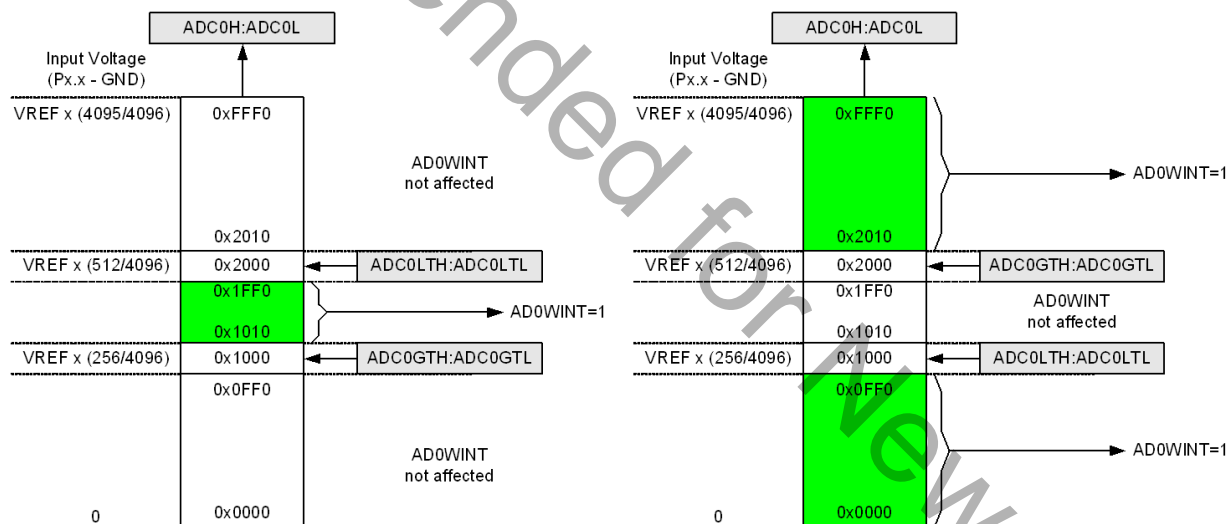 ADC0H:ADC0L
Input Voltage
(Px.x - GND)
VREF x (4095/4096)
0xFFF0
AD0WINT
not affected
0x2010
VREF x (512/4096)
0x2000
ADC0LTH:ADC0LTL
0x1FF0
AD0WINT=1
0x1010
VREF x (256/4096)
0x1000
ADC0GTH:ADC0GTL
0x0FF0
AD0WINT
not affected
0
0x0000
ADC0H:ADC0L
Input Voltage
(Px.x - GND)
VREF x (4095/4096)
0xFFF0
AD0WINT=1
0x2010
VREF x (512/4096)
0x2000
ADC0GTH:ADC0GTL
0x1FF0
AD0WINT
not affected
0x1010
VREF x (256/4096)
0x1000
ADC0LTH:ADC0LTL
0x0FF0
AD0WINT=1
0
0x0000
ended for New